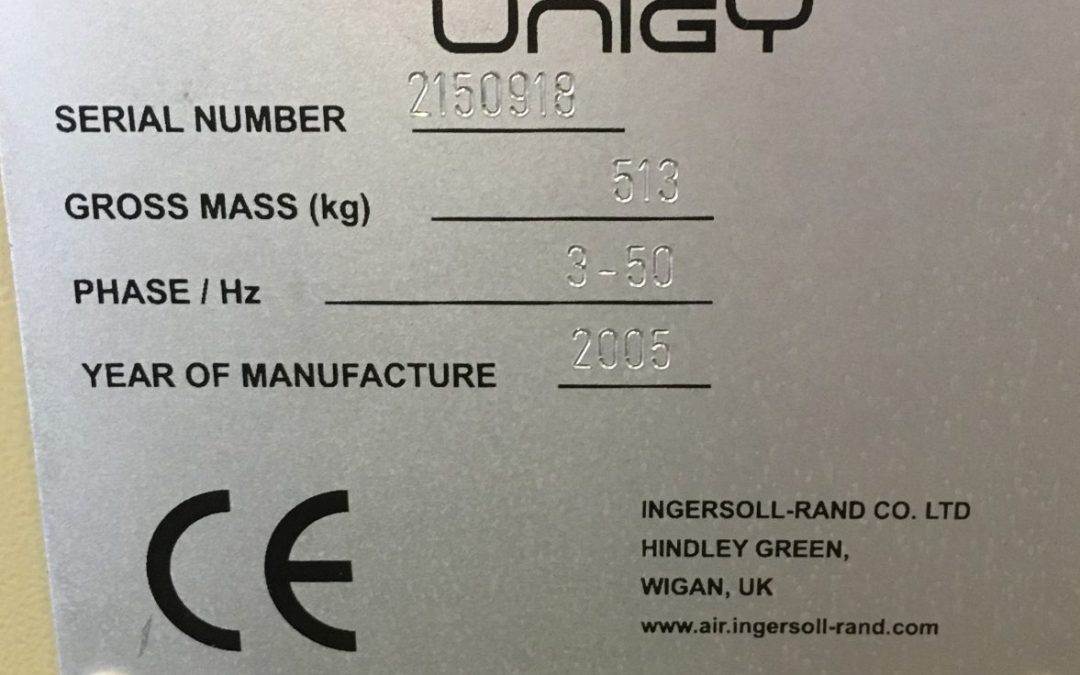 UNIGY
SERIAL NUMBER 2150918
GROSS MASS (kg) 513
PHASE / Hz 3-50
YEAR OF MANUFACTURE 2005
CE
INGERSOLL-RAND CO. LTD
HINDLEY GREEN,
WIGAN, UK
www.air.ingersoll-rand.com